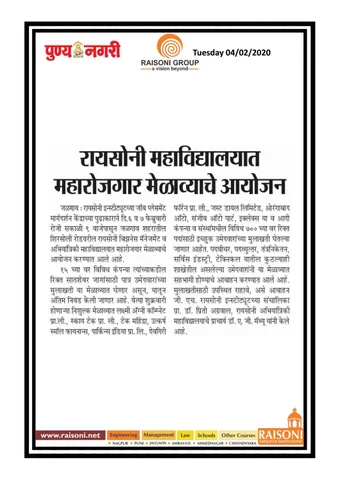 पुण्य नगरी
RAISONI GROUP
a vision beyond
Tuesday 04/02/2020
रायसोनी महाविद्यालयात
महारोजगार मेळाव्याचे आयोजन
जळगाव : रायसोनी इन्स्टीट्यूटच्या जॉब प्लेसमेंट
मार्गदर्शन केंद्राच्या पुढाकाराने दि.६ व ७ फेब्रुवारी
रोजी सकाळी ९ वाजेपासून जळगाव शहरातील
शिरसोली रोडवरील रायसोनी बिझनेस मॅनेजमेंट व
अभियांत्रिकी महाविद्यालयात महारोजगार मेळाव्याचे
आयोजन करण्यात आले आहे.
१५ च्या वर विविध कंपन्या त्यांच्याकडील
रिक्त सातशेच्या जागांसाठी पात्र उमेदवारांच्या
मुलाखती या मेळाव्यात घेणार असून, यातून
अंतिम निवड केली जाणार आहे. येत्या शुक्रवारी
होणाऱ्या निशुल्क मेळाव्यात लक्ष्मी अॅग्नी कॉम्पोनेंट
प्रा.लि., स्काय टेक प्रा. ली., टेक महिंद्रा, उत्कर्ष
स्मॉल फायनान्स, पार्किन्स इंडिया प्रा. लि., देवगिरी
फॉरेन प्रा. ली., जस्ट डायल लिमिटेड, ओरंगाबाद
ऑटो, संजीव ऑटो पार्ट, इक्लेक्स या व आदी
कंपन्या व संस्थांमधील विविध ७०० च्या वर रिक्त
पदांसाठी इच्छुक उमेदवारांच्या मुलाखती घेतल्या
जाणार आहेत. पदवीधर, पदव्युत्तर, तंत्रनिकेतन,
सर्विस इंडस्ट्री, टेक्निकल यातील कुठल्याही
शाखेतील असलेल्या उमेदवारांनी या मेळाव्यात
सहभागी होण्याचे आवाहन करण्यात आले आहे.
मुलाखतीसाठी उपस्थित राहावे, असे आवाहन
जी. एच. रायसोनी इन्स्टीट्यूटच्या संचालिका
प्रा. डॉ. प्रिती अग्रवाल, रायसोनी अभियांत्रिकी
महाविद्यालयाचे प्राचार्य डॉ. ए. जी. मॅथ्यु यांनी केले
आहे.
www.raisoni.net Engineering Management Law Schools Other Courses
• NAGPUR • PUNE • JALGAON • AMRAVATI • AHMEDNAGAR • CHHINDWARA
RAISONI